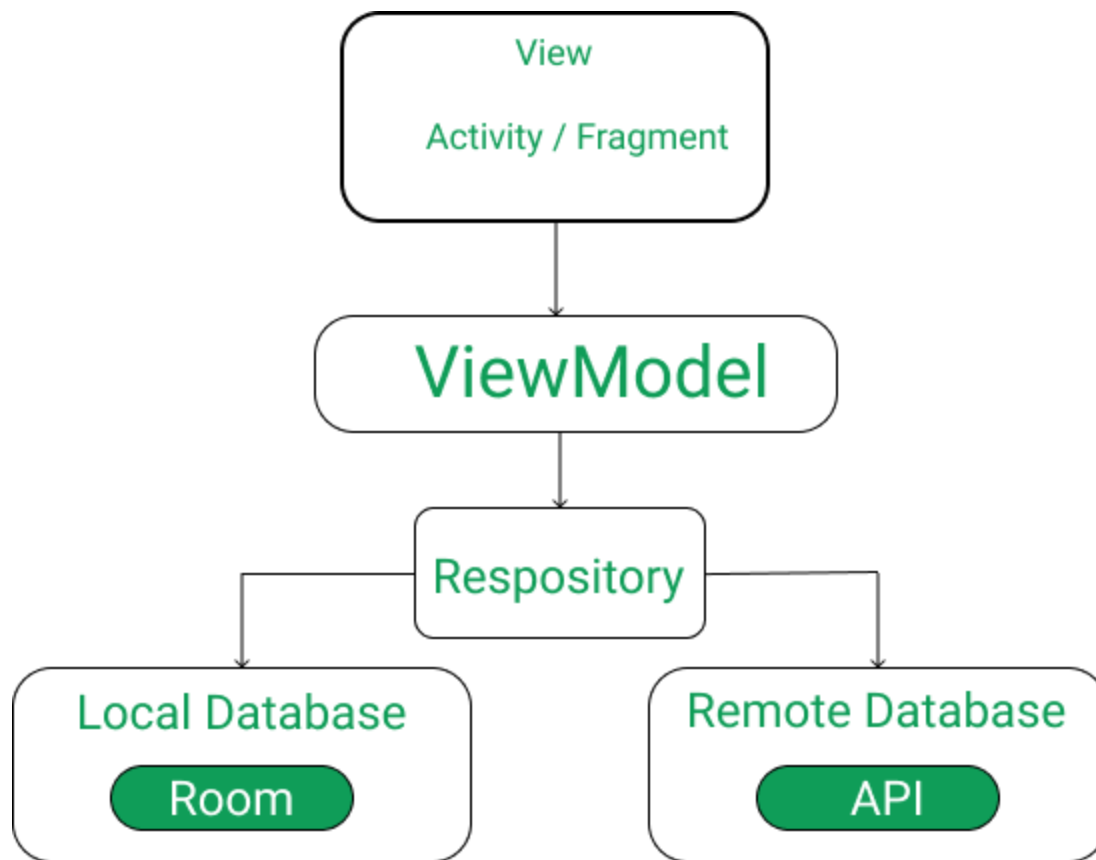 View
Activity / Fragment
ViewModel
Respository
Local Database
Remote Database
Room
API